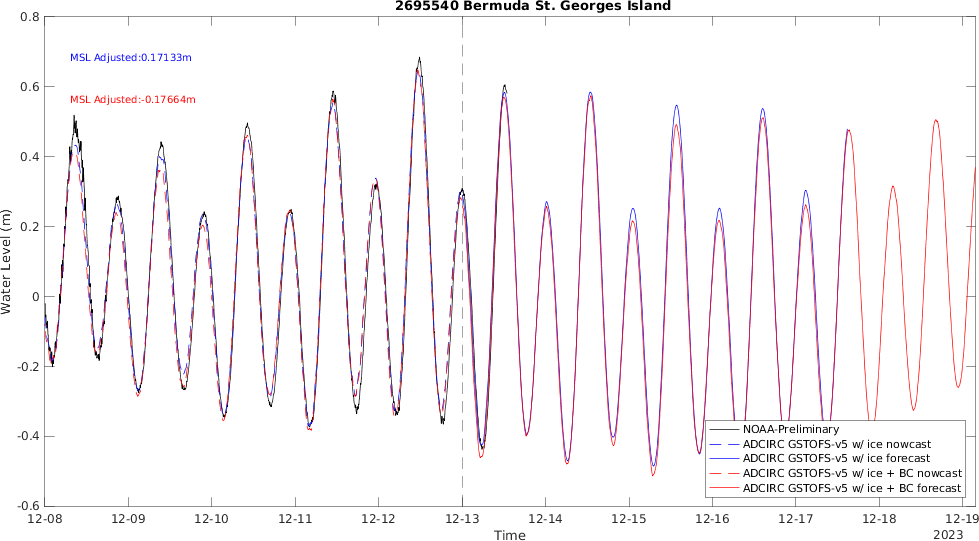 2695540 Bermuda St. Georges Island
MSL Adjusted:0.17133m
MSL Adjusted:-0.17664m
Water Level (m)
0.8
0.6
0.4
0.2
0
-0.2
-0.4
-0.6
NOAA-Preliminary
ADCIRC GSTOFS-v5 w/ ice nowcast
ADCIRC GSTOFS-v5 w/ ice forecast
ADCIRC GSTOFS-v5 w/ ice + BC nowcast
ADCIRC GSTOFS-v5 w/ ice + BC forecast
12-08 12-09 12-10 12-11 12-12 12-13 12-14 12-15 12-16 12-17 12-18 12-19
Time
2023